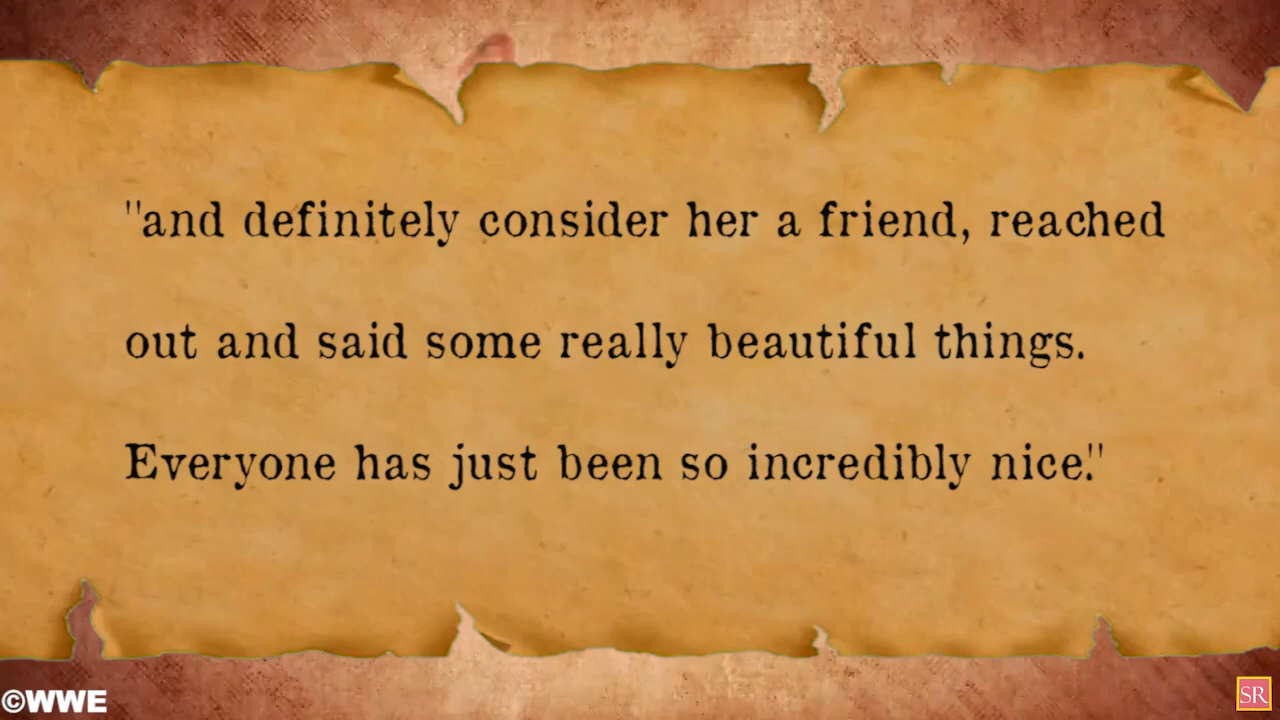 "and definitely consider her a friend, reached
out and said some really beautiful things.
Everyone has just been so incredibly nice."
©WWE
SR